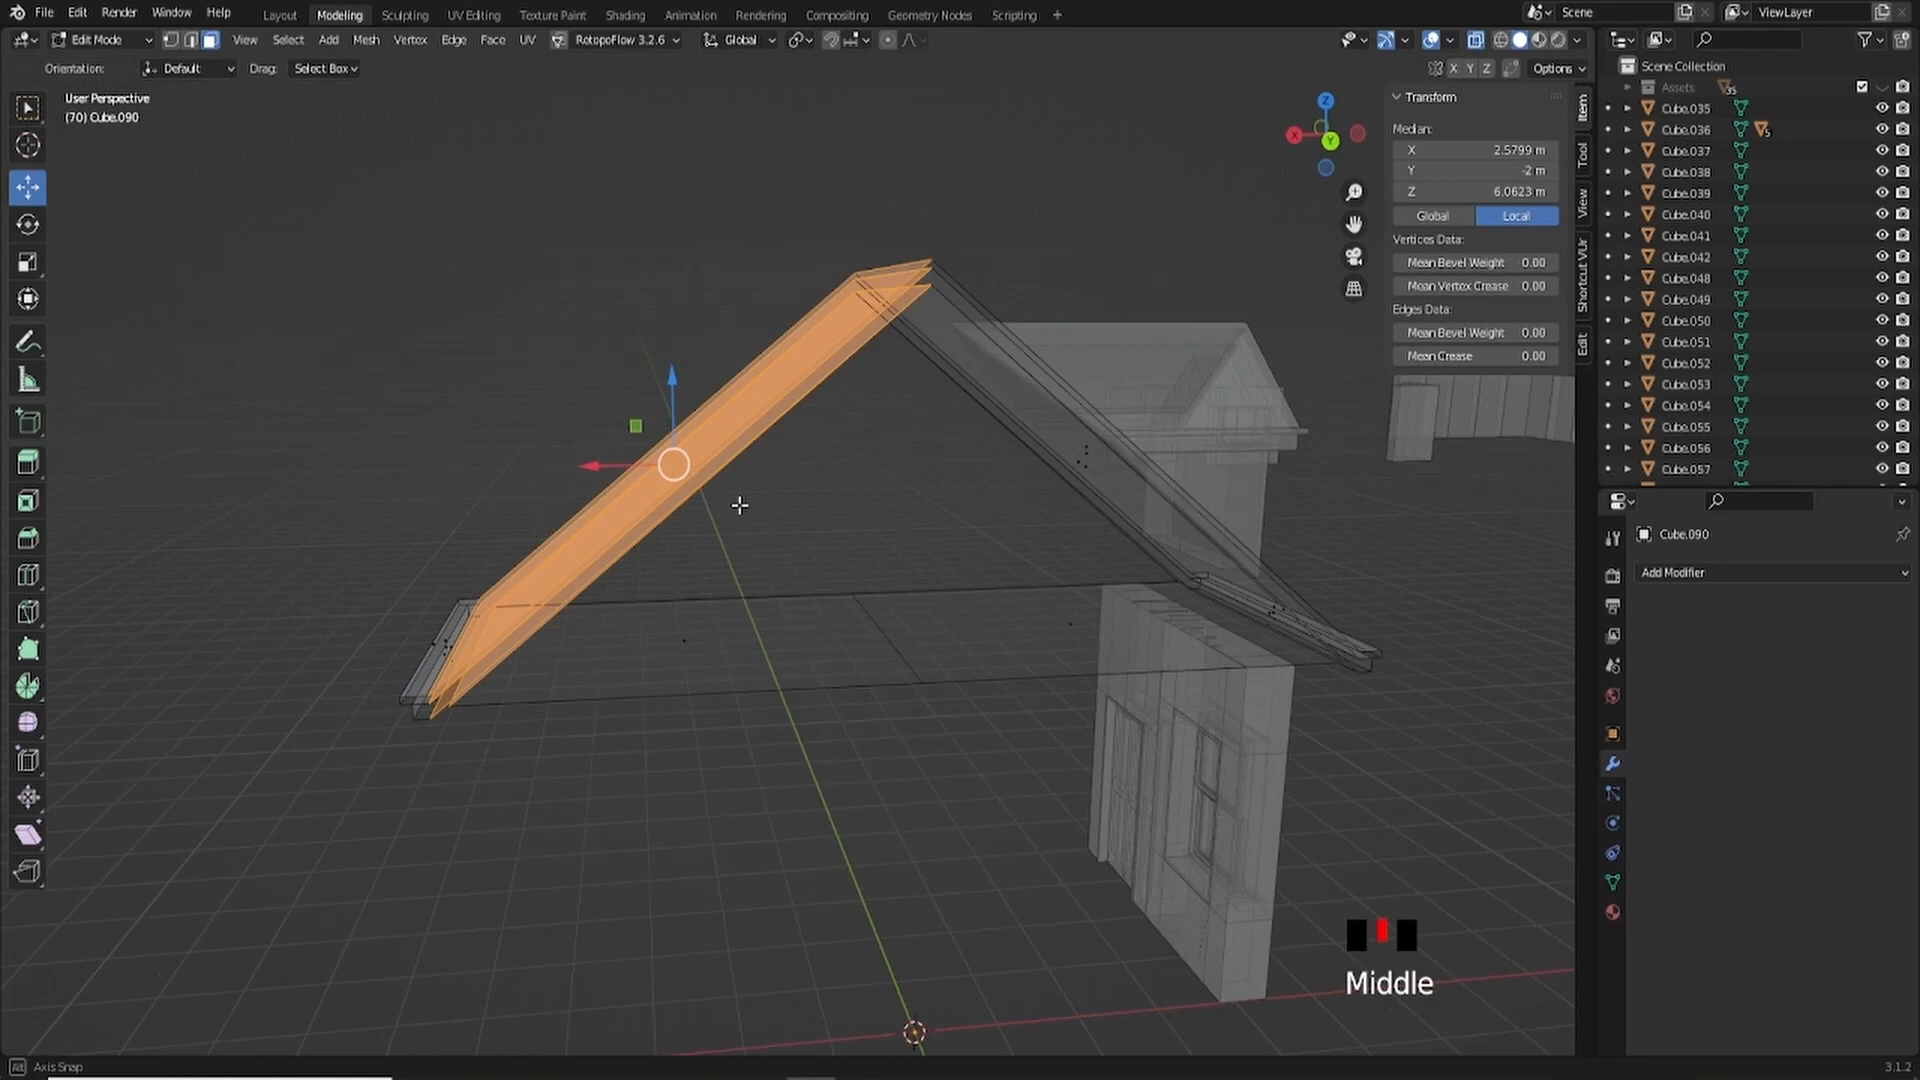 File Edit Render Window Help Layout Modeling Sculpting UV Editing Texture Paint Shading Animation Rendering Compositing Geometry Nodes Scripting + Scene ViewLayer
Edit Mode View Select Add Mesh Vertex Edge Face UV RetopoFlow 3.2.6 Global
Orientation: Default Drag: Select Box X Y Z Options
User Perspective
(70) Cube.090
Z
X
Y
Transform
Median:
X 2.5799 m
Y -2 m
Z 6.0623 m
Global Local
Vertices Data:
Mean Bevel Weight 0.00
Mean Vertex Crease 0.00
Edges Data:
Mean Bevel Weight 0.00
Mean Crease 0.00
Item
Tool
View
Shortcut VUr
Edit
Scene Collection
Assets 35
Cube.035
Cube.036 5
Cube.037
Cube.038
Cube.039
Cube.040
Cube.041
Cube.042
Cube.048
Cube.049
Cube.050
Cube.051
Cube.052
Cube.053
Cube.054
Cube.055
Cube.056
Cube.057
Cube.090
Add Modifier
Middle
Alt Axis Snap
3.1.2